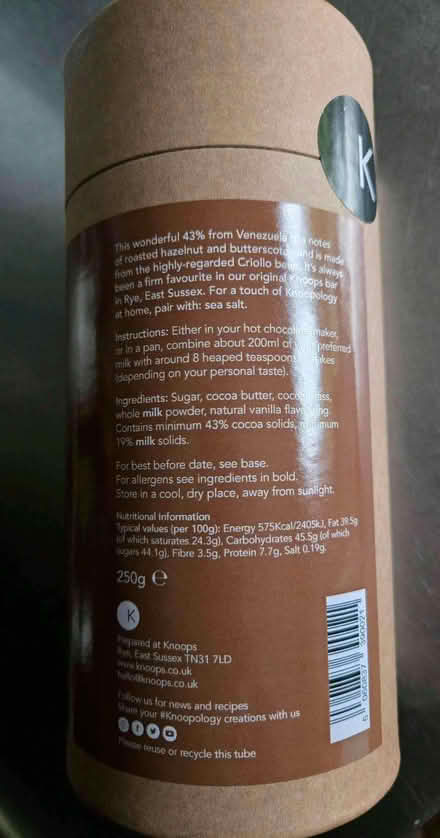 K
This wonderful 43% from Venezuela notes
of roasted hazelnut and butterscotch and is made
from the highly-regarded Criollo bean. It's always
been a firm favourite in our original Knoops bar
in Rye, East Sussex. For a touch of Knoopology
at home, pair with: sea salt.
Instructions: Either in your hot chocolate maker,
or in a pan, combine about 200ml of your preferred
milk with around 8 heaped teaspoons flakes
(depending on your personal taste).
Ingredients: Sugar, cocoa butter, cocoa mass,
whole milk powder, natural vanilla flavouring.
Contains minimum 43% cocoa solids, minimum
19% milk solids.
For best before date, see base.
For allergens see ingredients in bold.
Store in a cool, dry place, away from sunlight.
Nutritional Information
Typical values (per 100g): Energy 575Kcal/2405kJ, Fat 39.5g
(of which saturates 24.3g), Carbohydrates 45.5g (of which
sugars 44.1g), Fibre 3.5g, Protein 7.7g, Salt 0.19g.
250g ℮
K
Prepared at Knoops
Rye, East Sussex TN31 7LD
www.knoops.co.uk
hello@knoops.co.uk
Follow us for news and recipes
Share your #Knoopology creations with us
Please reuse or recycle this tube